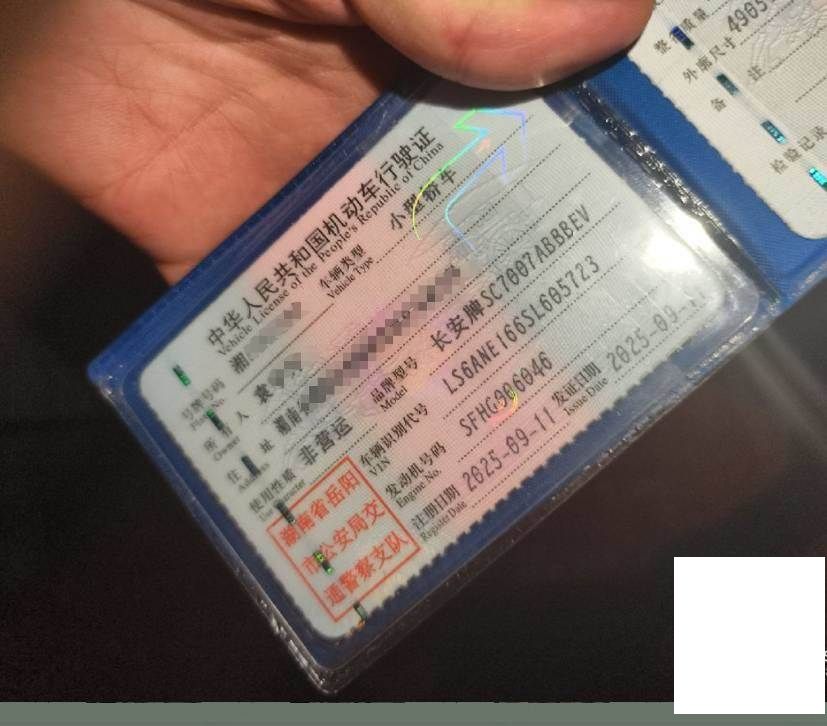 中华人民共和国机动车行驶证
Vehicle License of the People's Republic of China
号牌号码 湘 车辆类型 小型轿车
Plate No. Vehicle Type
所有人 袁
Owner
住址 湖南
Address
使用性质 非营运 品牌型号 长安牌SC7007ABBBEV
Use Character Model
车辆识别代号 LS6ANE166SL605723
VIN
发动机号码 SFHG906046
Engine No.
注册日期 2025-09-11 发证日期 2025-09-
Register Date Issue Date
湖南省岳阳
市公安局交
通警察支队
整备质量
外廓尺寸 4905
备注
检验记录